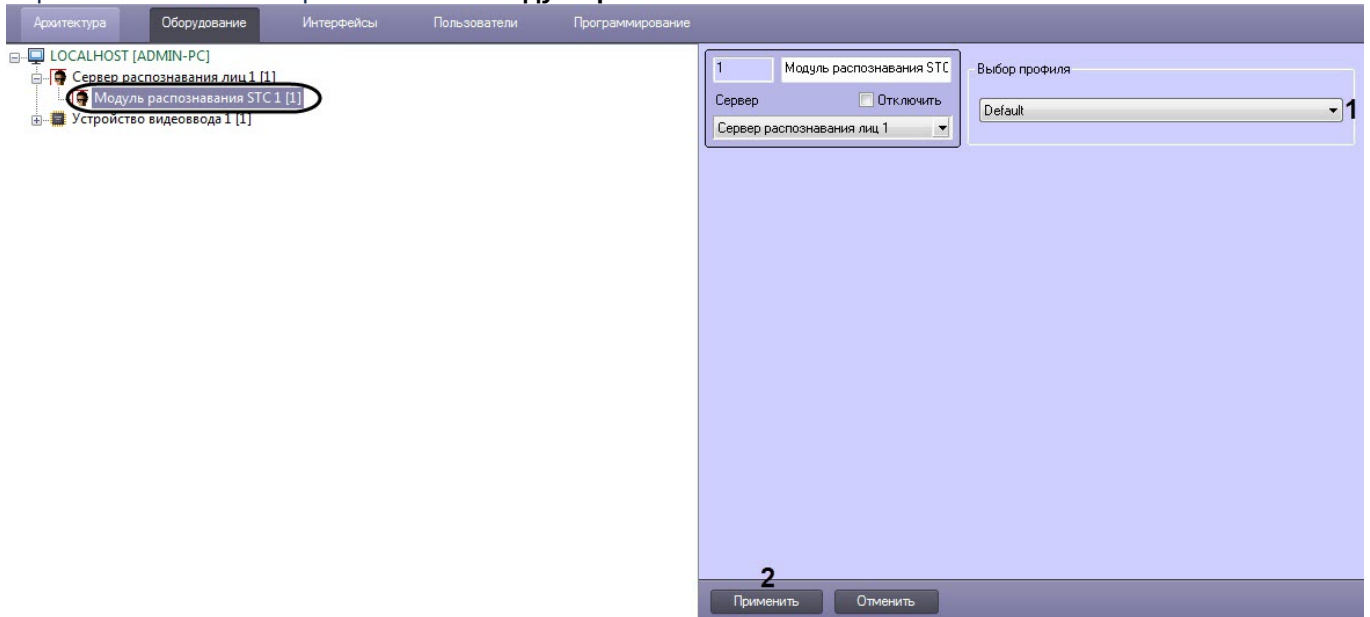 Архитектура Оборудование Интерфейсы Пользователи Программирование
LOCALHOST [ADMIN-PC]
Сервер распознавания лиц 1 [1]
Модуль распознавания STC 1 [1]
Устройство видеоввода 1 [1]
1 Модуль распознавания STC
Сервер Отключить
Сервер распознавания лиц 1
Выбор профиля
Default 1
2
Применить Отменить